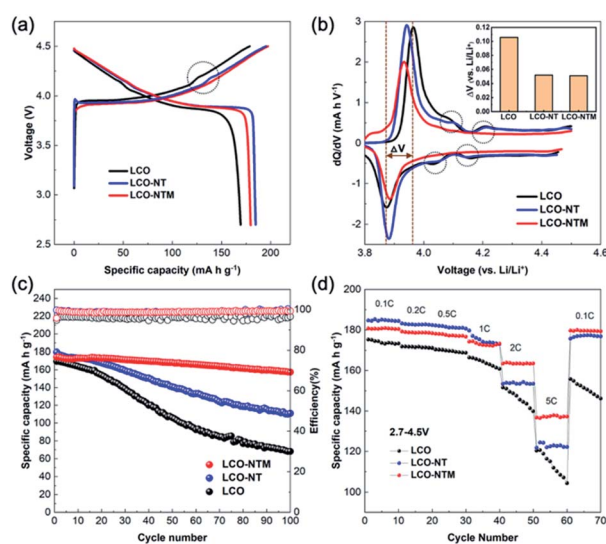 (a)
4.5
4.0
3.5
3.0
2.5
Voltage(V)
LCO
LCO-NT
LCO-NTM
0 50 100 150 200
Specific capacity (mA h g⁻¹)
(b)
3
2
1
0
-1
-2
dQ/dV (mA h V⁻¹)
ΔV
LCO
LCO-NT
LCO-NTM
3.8 4.0 4.2 4.4 4.6
Voltage (vs. Li/Li⁺)
0.12
0.10
0.08
0.06
0.04
0.02
0.00
ΔV (vs. Li/Li⁺)
LCO LCO-NT LCO-NTM
(c)
220
200
180
160
140
120
100
80
60
40
20
0
Specific capacity (mA h g⁻¹)
100
80
60
40
20
0
Efficiency(%)
LCO-NTM
LCO-NT
LCO
0 10 20 30 40 50 60 70 80 90 100
Cycle number
(d)
200
180
160
140
120
100
Specific capacity (mA h g⁻¹)
0.1C
0.2C
0.5C
1C
2C
5C
0.1C
2.7-4.5V
LCO
LCO-NT
LCO-NTM
0 10 20 30 40 50 60 70
Cycle Number